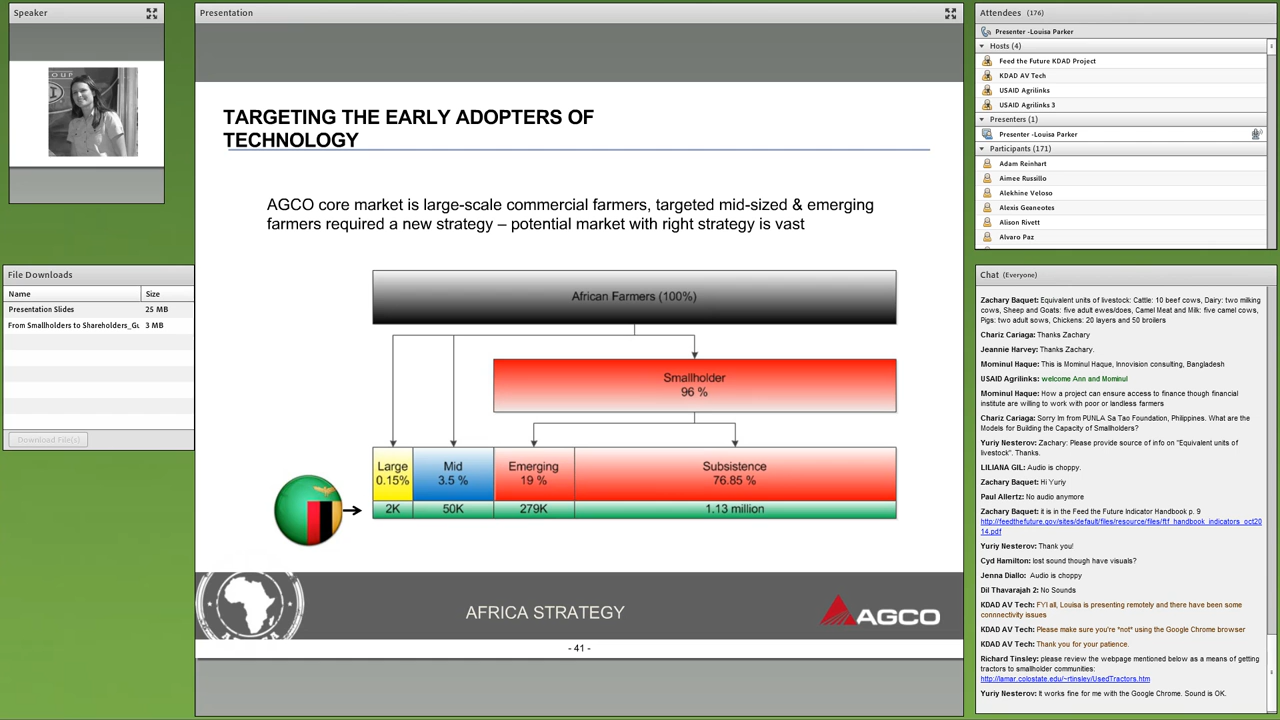 Speaker
Presentation
TARGETING THE EARLY ADOPTERS OF
TECHNOLOGY
AGCO core market is large-scale commercial farmers, targeted mid-sized & emerging
farmers required a new strategy – potential market with right strategy is vast
African Farmers (100%)
Smallholder
96 %
Large
0.15%
Mid
3.5 %
Emerging
19 %
Subsistence
76.85 %
2K
50K
279K
1.13 million
AFRICA STRATEGY
AGCO
- 41 -
File Downloads
Name Size
Presentation Slides 25 MB
From Smallholders to Shareholders_Gu 3 MB
Download File(s)
Attendees (176)
Presenter -Louisa Parker
Hosts (4)
Feed the Future KDAD Project
KDAD AV Tech
USAID Agrilinks
USAID Agrilinks 3
Presenters (1)
Presenter -Louisa Parker
Participants (171)
Adam Reinhart
Aimee Russillo
Alekhine Veloso
Alexis Geaneotes
Alison Rivett
Alvaro Paz
Chat (Everyone)
Zachary Baquet: Equivalent units of livestock: Cattle: 10 beef cows, Dairy: two milking
cows, Sheep and Goats: five adult ewes/does, Camel Meat and Milk: five camel cows,
Pigs: two adult sows, Chickens: 20 layers and 50 broilers
Chariz Cariaga: Thanks Zachary
Jeannie Harvey: Thanks Zachary.
Mominul Haque: This is Mominul Haque, Innovision consulting, Bangladesh
USAID Agrilinks: welcome Ann and Mominul
Mominul Haque: How a project can ensure access to finance though financial
institute are willing to work with poor or landless farmers
Chariz Cariaga: Sorry Im from PUNLA Sa Tao Foundation, Philippines. What are the
Models for Building the Capacity of Smallholders?
Yuriy Nesterov: Zachary: Please provide source of info on "Equivalent units of
livestock". Thanks.
LILIANA GIL: Audio is choppy.
Zachary Baquet: Hi Yuriy
Paul Allertz: No audio anymore
Zachary Baquet: it is in the Feed the Future Indicator Handbook p. 9
http://feedthefuture.gov/sites/default/files/resource/files/ftf_handbook_indicators_oct20
14.pdf
Yuriy Nesterov: Thank you!
Cyd Hamilton: lost sound though have visuals?
Jenna Diallo: Audio is choppy
Dil Thavarajah 2: No Sounds
KDAD AV Tech: FYI all, Louisa is presenting remotely and there have been some
connnectivity issues
KDAD AV Tech: Please make sure you're *not* using the Google Chrome browser
KDAD AV Tech: Thank you for your patience.
Richard Tinsley: please review the webpage mentioned below as a means of getting
tractors to smallholder communities:
http://lamar.colostate.edu/~rtinsley/UsedTractors.htm
Yuriy Nesterov: It works fine for me with the Google Chrome. Sound is OK.